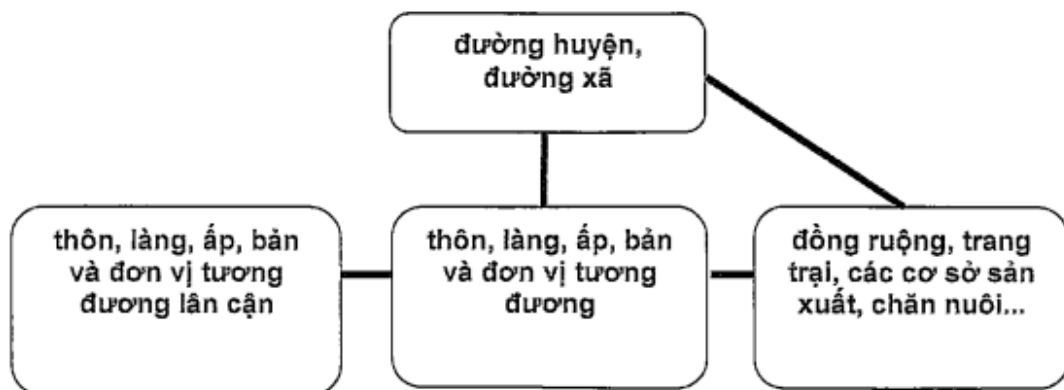 đường huyện,
đường xã
thôn, làng, ấp, bản
và đơn vị tương
đương lân cận
thôn, làng, ấp, bản
và đơn vị tương
đương
đồng ruộng, trang
trại, các cơ sở sản
xuất, chăn nuôi...